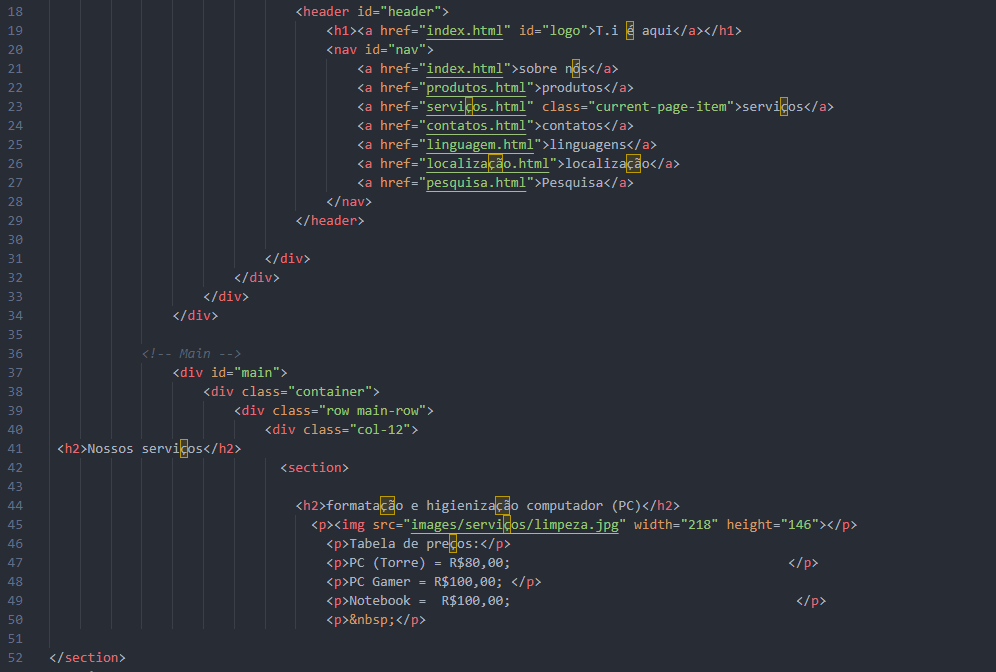 18 <header id="header">
19 <h1><a href="index.html" id="logo">T.i é aqui</a></h1>
20 <nav id="nav">
21 <a href="index.html">sobre nós</a>
22 <a href="produtos.html">produtos</a>
23 <a href="serviços.html" class="current-page-item">serviços</a>
24 <a href="contatos.html">contatos</a>
25 <a href="linguagem.html">linguagens</a>
26 <a href="localização.html">localização</a>
27 <a href="pesquisa.html">Pesquisa</a>
28 </nav>
29 </header>
30
31 </div>
32 </div>
33 </div>
34 </div>
35
36 <!-- Main -->
37 <div id="main">
38 <div class="container">
39 <div class="row main-row">
40 <div class="col-12">
41 <h2>Nossos serviços</h2>
42 <section>
43
44 <h2>formatação e higienização computador (PC)</h2>
45 <p><img src="images/serviços/limpeza.jpg" width="218" height="146"></p>
46 <p>Tabela de preços:</p>
47 <p>PC (Torre) = R$80,00; </p>
48 <p>PC Gamer = R$100,00; </p>
49 <p>Notebook =  R$100,00; </p>
50 <p>&nbsp;</p>
51
52 </section>